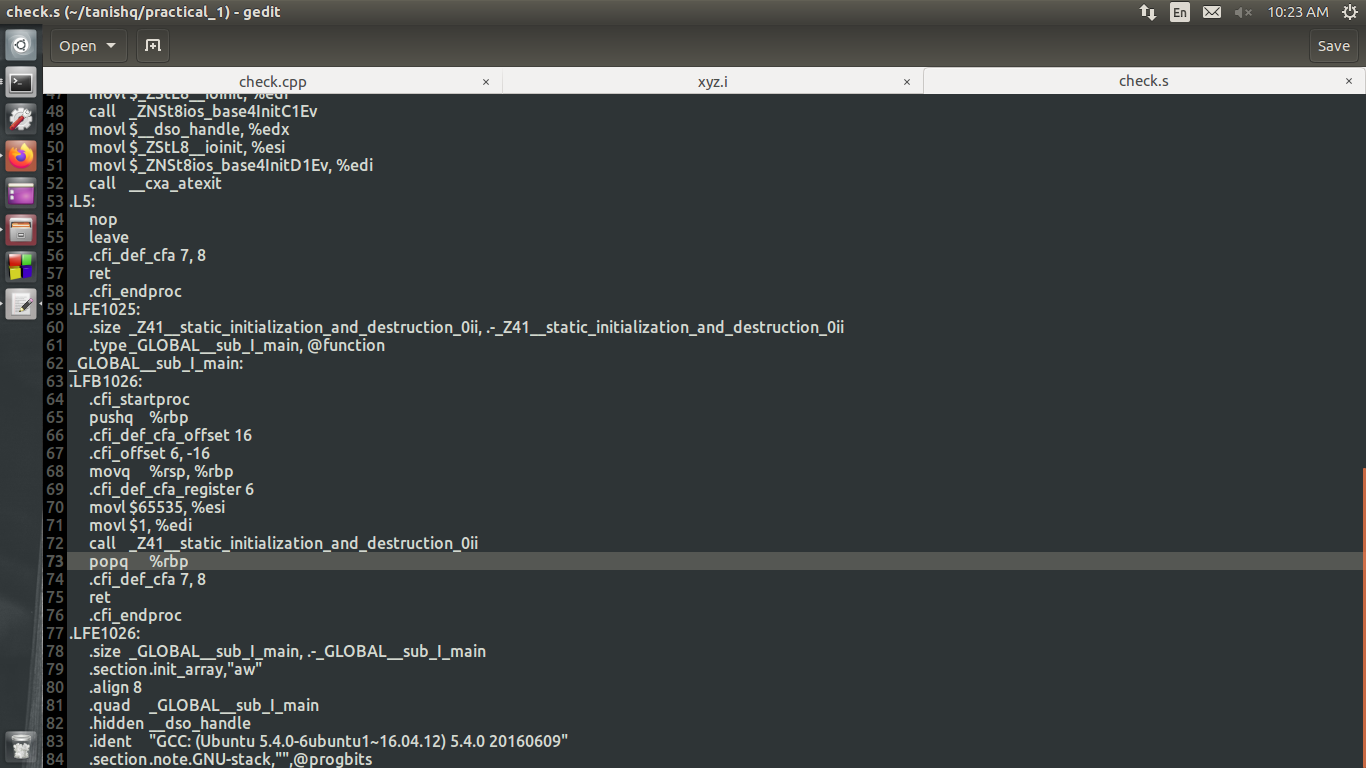 check.s (~/tanishq/practical_1) - gedit
En
10:23 AM
Open
Save
check.cpp × xyz.i × check.s ×
47 movl $_ZStL8__ioinit, %edi
48 call _ZNSt8ios_base4InitC1Ev
49 movl $__dso_handle, %edx
50 movl $_ZStL8__ioinit, %esi
51 movl $_ZNSt8ios_base4InitD1Ev, %edi
52 call __cxa_atexit
53 .L5:
54 nop
55 leave
56 .cfi_def_cfa 7, 8
57 ret
58 .cfi_endproc
59 .LFE1025:
60 .size _Z41__static_initialization_and_destruction_0ii, .-_Z41__static_initialization_and_destruction_0ii
61 .type _GLOBAL__sub_I_main, @function
62 _GLOBAL__sub_I_main:
63 .LFB1026:
64 .cfi_startproc
65 pushq %rbp
66 .cfi_def_cfa_offset 16
67 .cfi_offset 6, -16
68 movq %rsp, %rbp
69 .cfi_def_cfa_register 6
70 movl $65535, %esi
71 movl $1, %edi
72 call _Z41__static_initialization_and_destruction_0ii
73 popq %rbp
74 .cfi_def_cfa 7, 8
75 ret
76 .cfi_endproc
77 .LFE1026:
78 .size _GLOBAL__sub_I_main, .-_GLOBAL__sub_I_main
79 .section .init_array,"aw"
80 .align 8
81 .quad _GLOBAL__sub_I_main
82 .hidden __dso_handle
83 .ident "GCC: (Ubuntu 5.4.0-6ubuntu1~16.04.12) 5.4.0 20160609"
84 .section .note.GNU-stack,"",@progbits